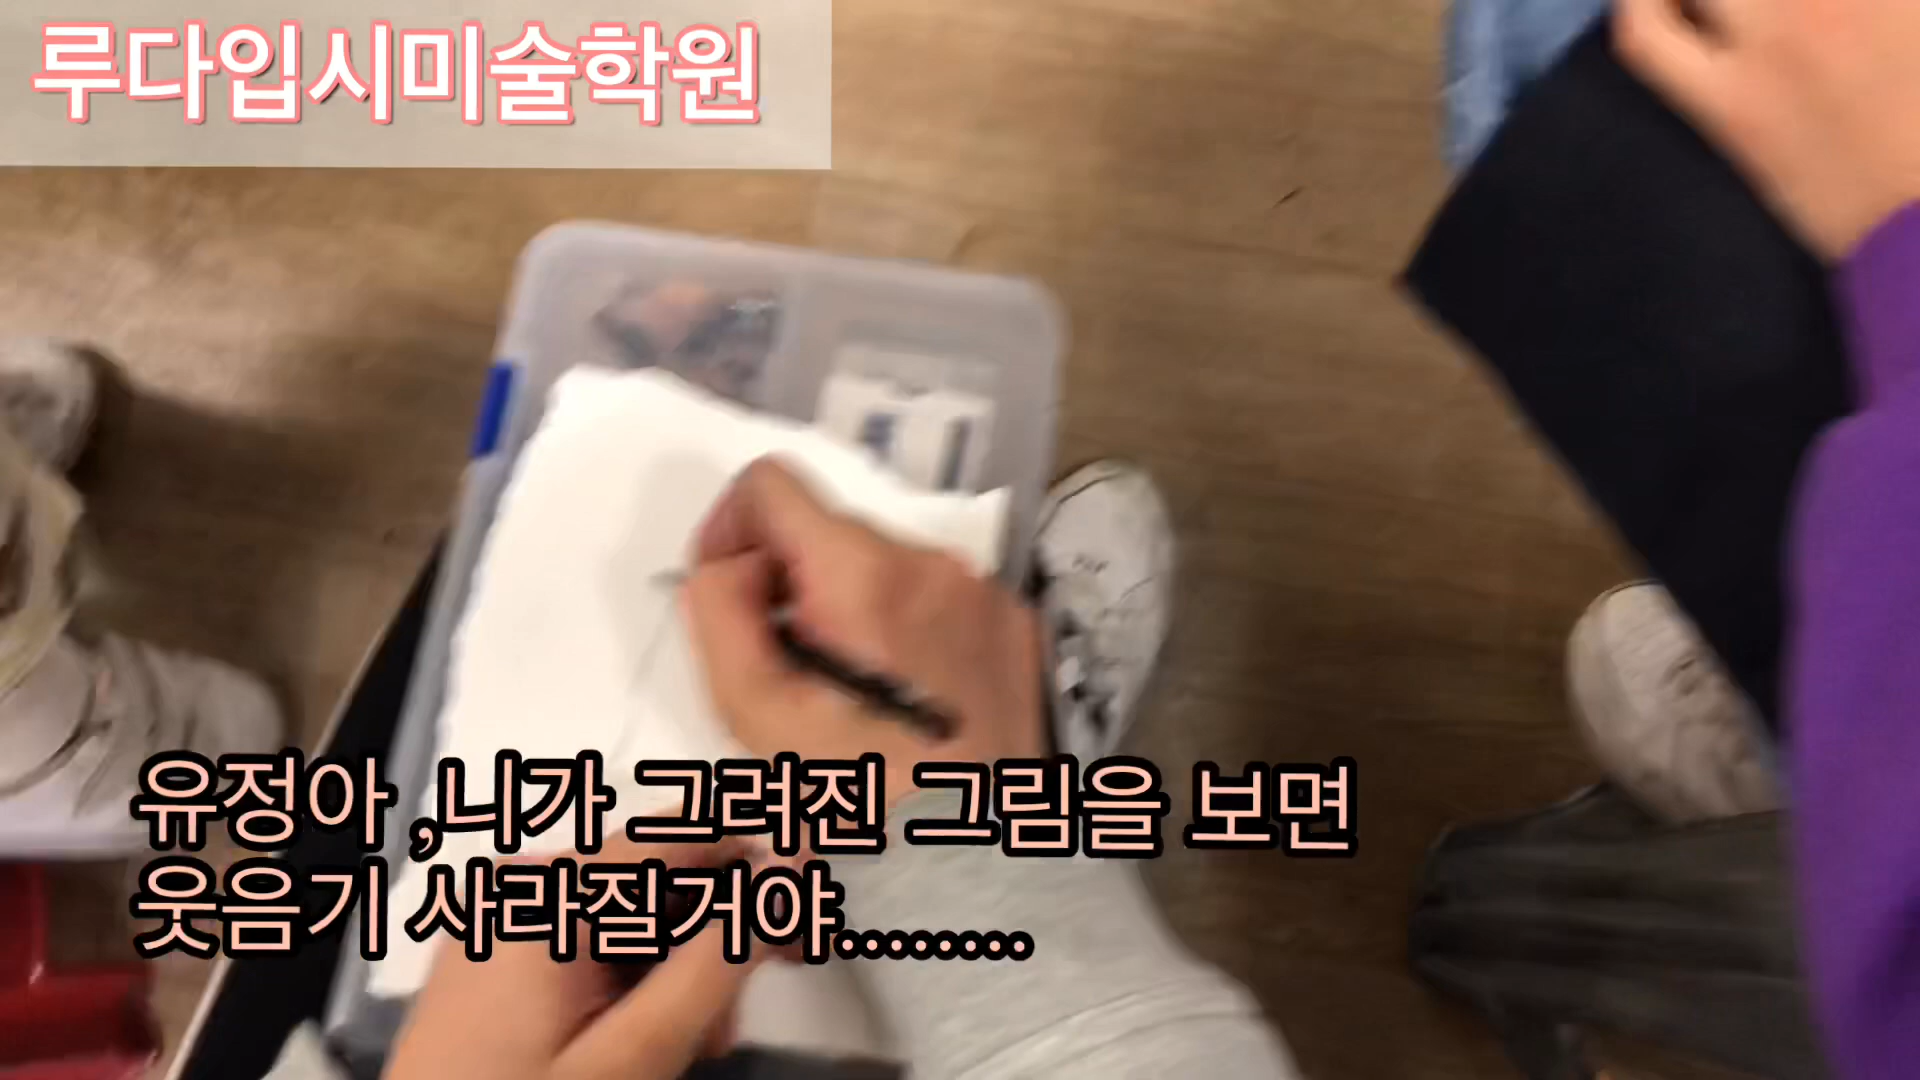 루다입시미술학원
유정아 ,니가 그려진 그림을 보면
웃음기 사라질거야........